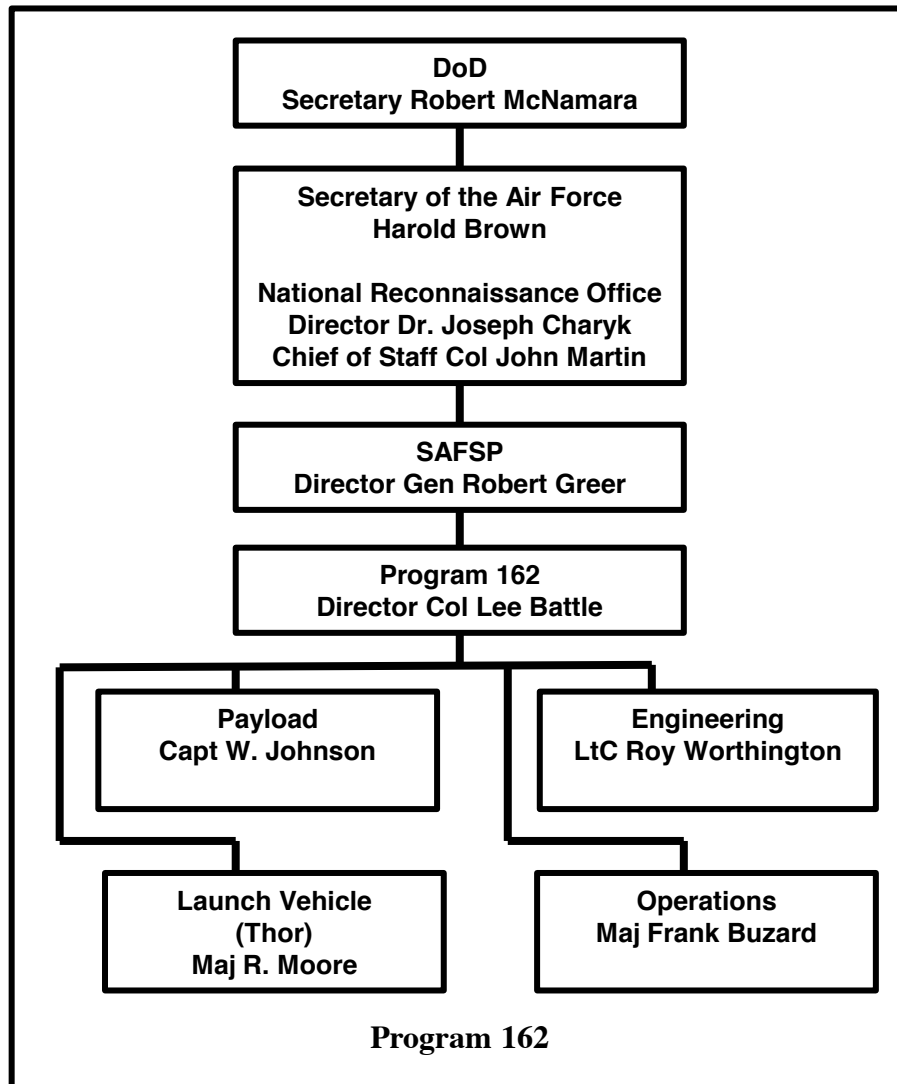 DoD
Secretary Robert McNamara
Secretary of the Air Force
Harold Brown
National Reconnaissance Office
Director Dr. Joseph Charyk
Chief of Staff Col John Martin
SAFSP
Director Gen Robert Greer
Program 162
Director Col Lee Battle
Payload
Capt W. Johnson
Engineering
LtC Roy Worthington
Launch Vehicle
(Thor)
Maj R. Moore
Operations
Maj Frank Buzard
Program 162